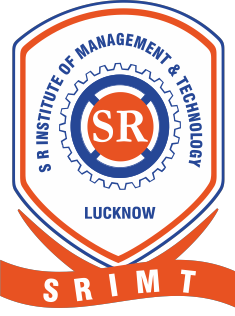 S R INSTITUTE OF MANAGEMENT & TECHNOLOGY
SR
LUCKNOW
SRIMT